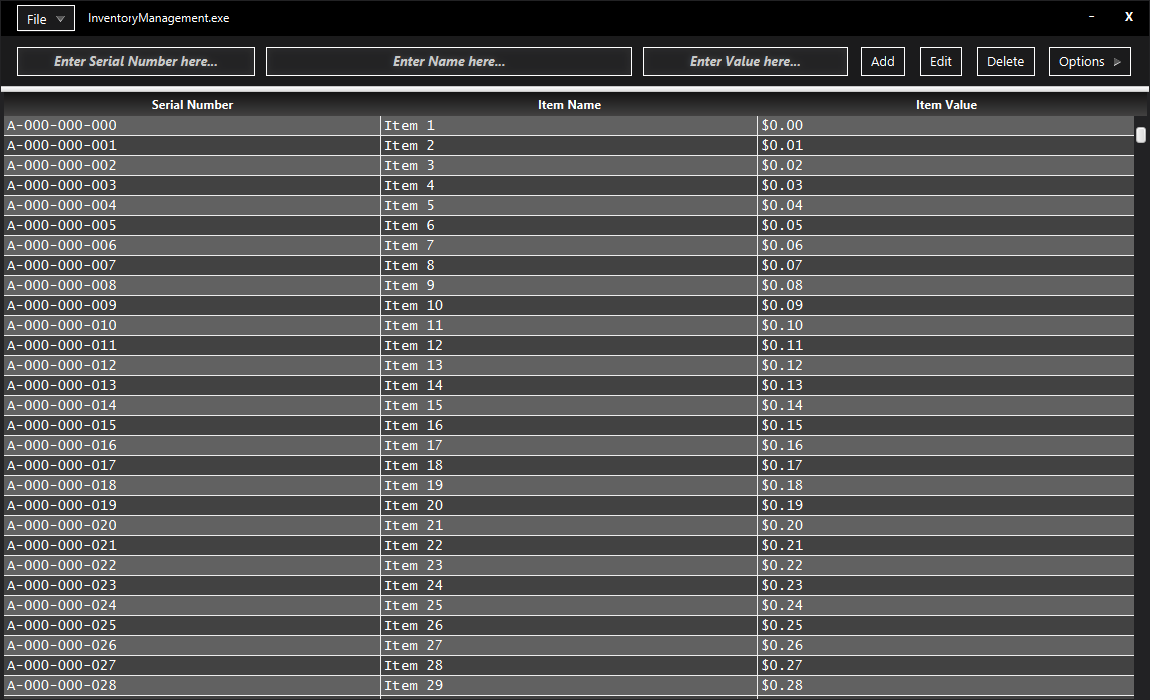 File InventoryManagement.exe - X
Enter Serial Number here... Enter Name here... Enter Value here... Add Edit Delete Options
Serial Number Item Name Item Value
A-000-000-000 Item 1 $0.00
A-000-000-001 Item 2 $0.01
A-000-000-002 Item 3 $0.02
A-000-000-003 Item 4 $0.03
A-000-000-004 Item 5 $0.04
A-000-000-005 Item 6 $0.05
A-000-000-006 Item 7 $0.06
A-000-000-007 Item 8 $0.07
A-000-000-008 Item 9 $0.08
A-000-000-009 Item 10 $0.09
A-000-000-010 Item 11 $0.10
A-000-000-011 Item 12 $0.11
A-000-000-012 Item 13 $0.12
A-000-000-013 Item 14 $0.13
A-000-000-014 Item 15 $0.14
A-000-000-015 Item 16 $0.15
A-000-000-016 Item 17 $0.16
A-000-000-017 Item 18 $0.17
A-000-000-018 Item 19 $0.18
A-000-000-019 Item 20 $0.19
A-000-000-020 Item 21 $0.20
A-000-000-021 Item 22 $0.21
A-000-000-022 Item 23 $0.22
A-000-000-023 Item 24 $0.23
A-000-000-024 Item 25 $0.24
A-000-000-025 Item 26 $0.25
A-000-000-026 Item 27 $0.26
A-000-000-027 Item 28 $0.27
A-000-000-028 Item 29 $0.28